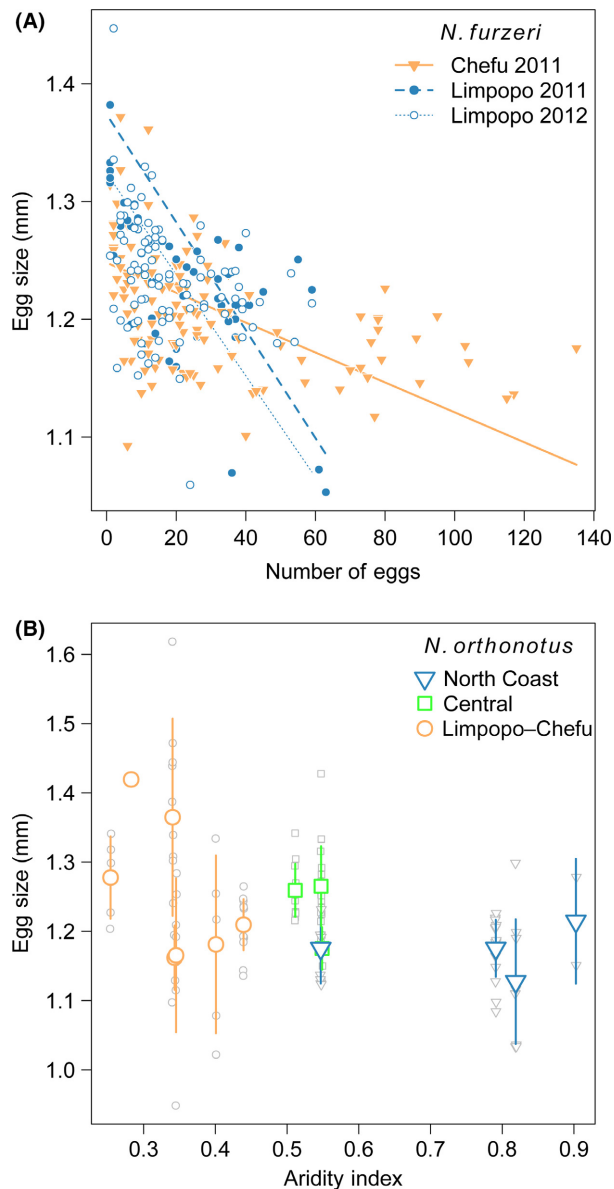 (A)
N. furzeri
Chefu 2011
Limpopo 2011
Limpopo 2012
1.4
1.3
1.2
1.1
Egg size (mm)
0 20 40 60 80 100 120 140
Number of eggs
(B)
N. orthonotus
North Coast
Central
Limpopo–Chefu
1.6
1.5
1.4
1.3
1.2
1.1
1.0
Egg size (mm)
0.3 0.4 0.5 0.6 0.7 0.8 0.9
Aridity index